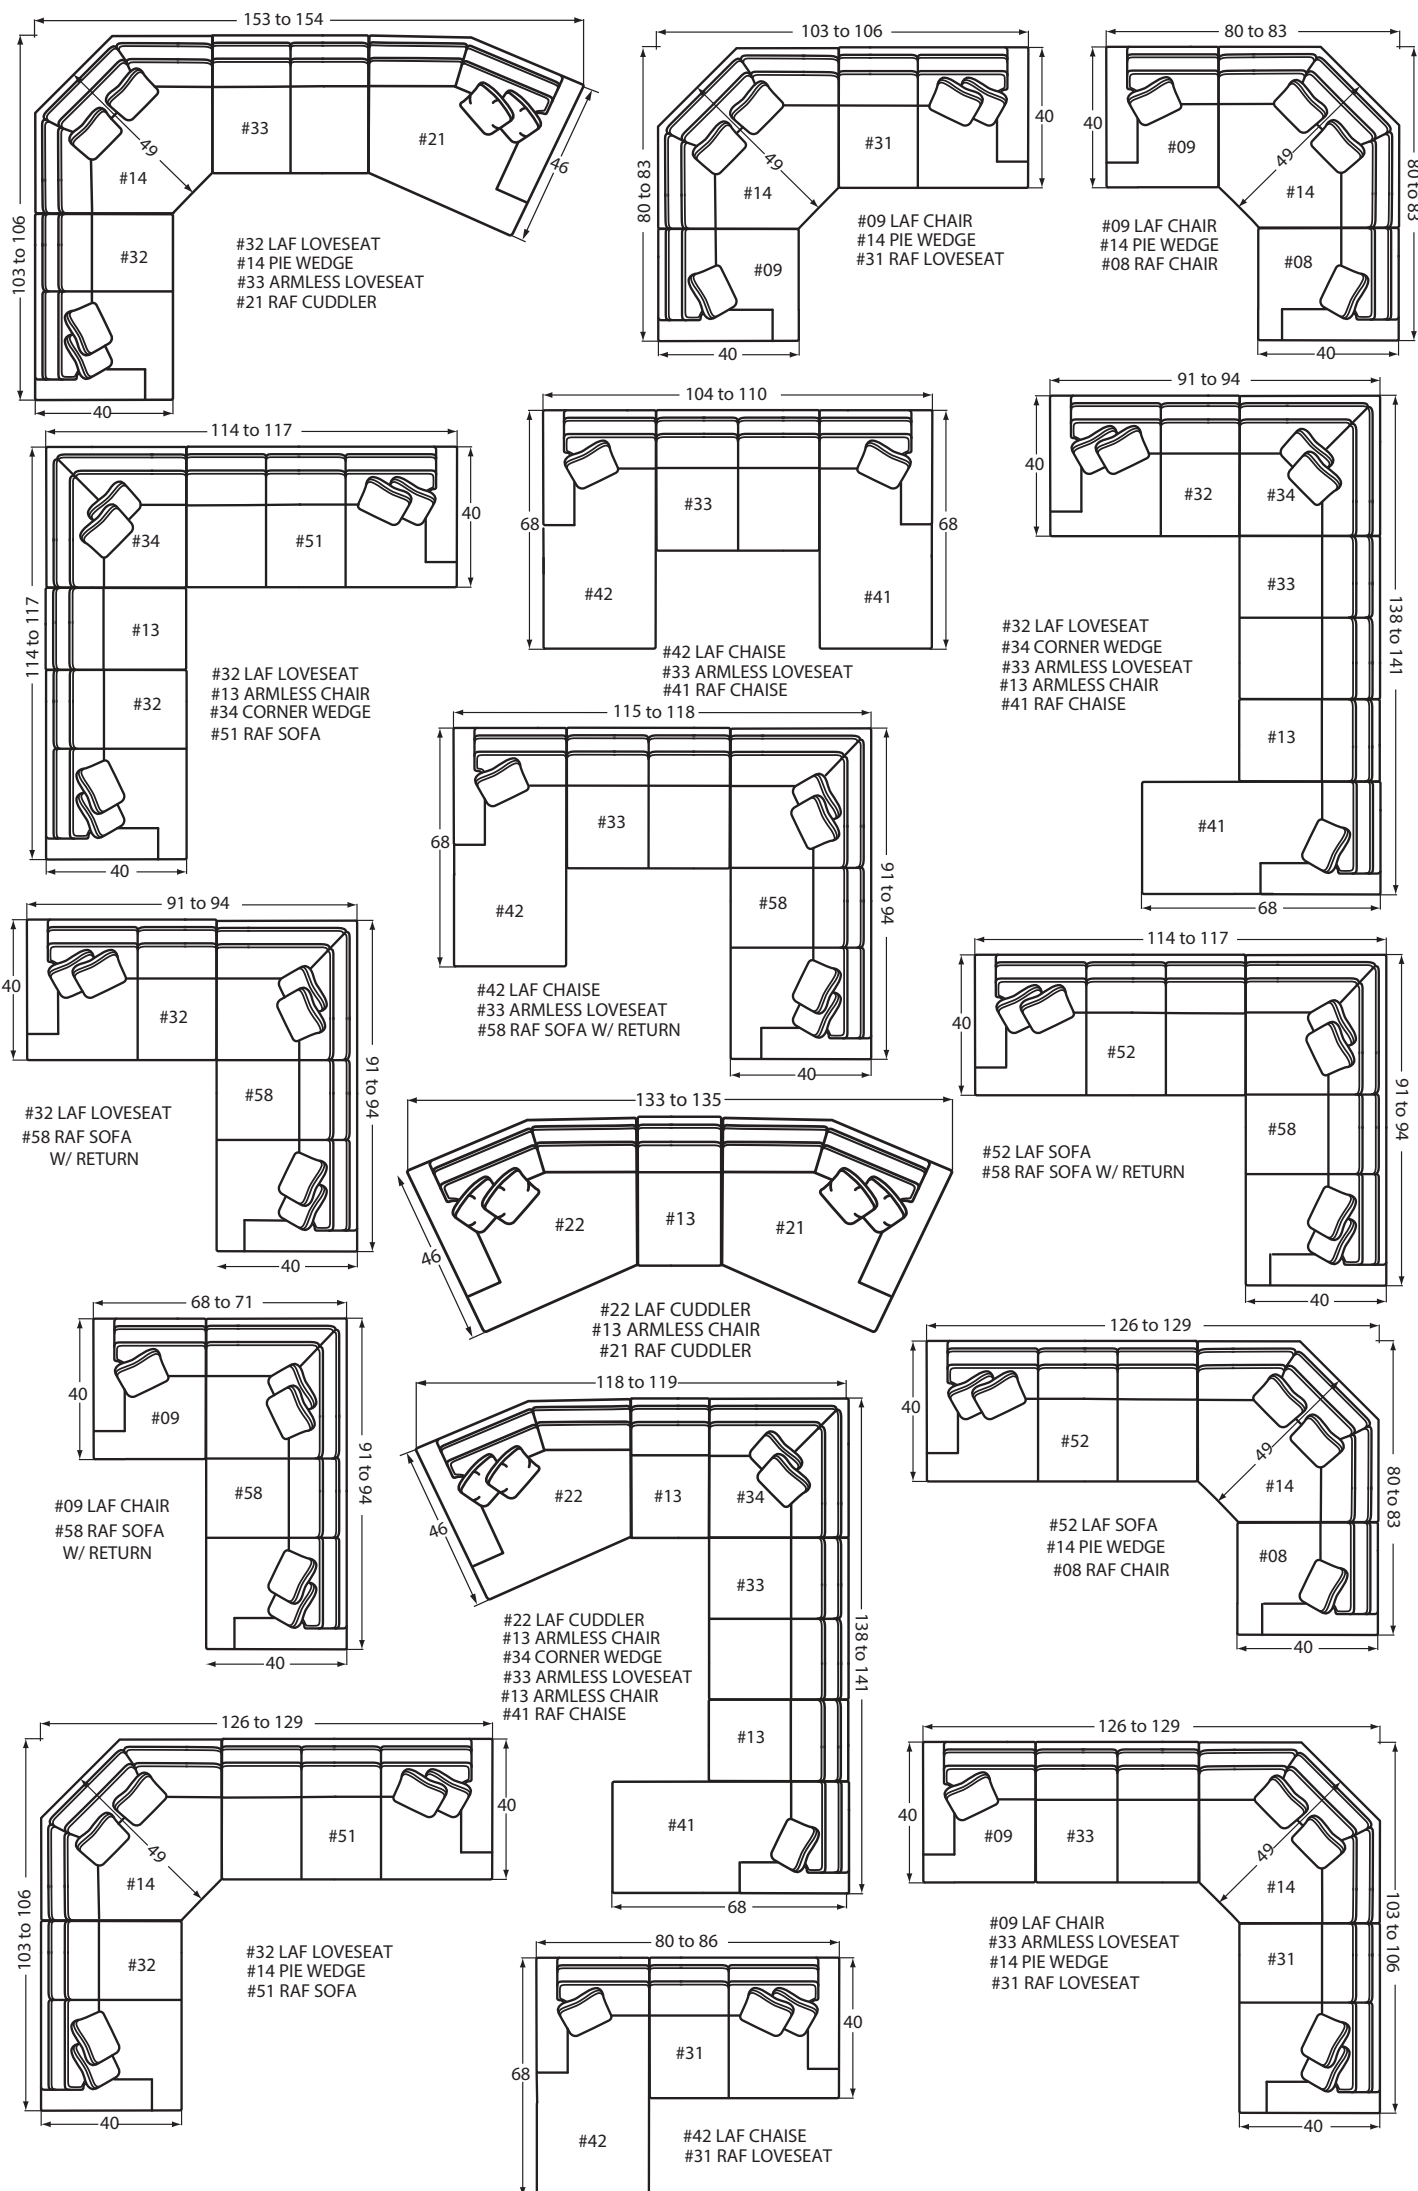 153 to 154
103 to 106
49
#14
#33
#21
46
#32
40
#32 LAF LOVESEAT
#14 PIE WEDGE
#33 ARMLESS LOVESEAT
#21 RAF CUDDLER
103 to 106
80 to 83
49
#14
#31
40
#09
40
#09 LAF CHAIR
#14 PIE WEDGE
#31 RAF LOVESEAT
80 to 83
40
#09
49
#14
80 to 83
#08
40
#09 LAF CHAIR
#14 PIE WEDGE
#08 RAF CHAIR
114 to 117
114 to 117
#34
#51
40
#13
#32
40
#32 LAF LOVESEAT
#13 ARMLESS CHAIR
#34 CORNER WEDGE
#51 RAF SOFA
104 to 110
68
#33
68
#42
#41
#42 LAF CHAISE
#33 ARMLESS LOVESEAT
#41 RAF CHAISE
91 to 94
40
#32
#34
#33
138 to 141
#13
#41
68
#32 LAF LOVESEAT
#34 CORNER WEDGE
#33 ARMLESS LOVESEAT
#13 ARMLESS CHAIR
#41 RAF CHAISE
115 to 118
68
#33
#42
#58
91 to 94
40
#42 LAF CHAISE
#33 ARMLESS LOVESEAT
#58 RAF SOFA W/ RETURN
91 to 94
40
#32
#58
91 to 94
40
#32 LAF LOVESEAT
#58 RAF SOFA
W/ RETURN
114 to 117
40
#52
#58
91 to 94
40
#52 LAF SOFA
#58 RAF SOFA W/ RETURN
133 to 135
46
#22
#13
#21
#22 LAF CUDDLER
#13 ARMLESS CHAIR
#21 RAF CUDDLER
68 to 71
40
#09
#58
91 to 94
40
#09 LAF CHAIR
#58 RAF SOFA
W/ RETURN
118 to 119
46
#22
#13
#34
#33
138 to 141
#13
#41
68
#22 LAF CUDDLER
#13 ARMLESS CHAIR
#34 CORNER WEDGE
#33 ARMLESS LOVESEAT
#13 ARMLESS CHAIR
#41 RAF CHAISE
126 to 129
40
#52
49
#14
80 to 83
#08
40
#52 LAF SOFA
#14 PIE WEDGE
#08 RAF CHAIR
126 to 129
103 to 106
49
#14
#51
40
#32
40
#32 LAF LOVESEAT
#14 PIE WEDGE
#51 RAF SOFA
80 to 86
68
#31
40
#42
#42 LAF CHAISE
#31 RAF LOVESEAT
126 to 129
40
#09
#33
49
#14
103 to 106
#31
40
#09 LAF CHAIR
#33 ARMLESS LOVESEAT
#14 PIE WEDGE
#31 RAF LOVESEAT